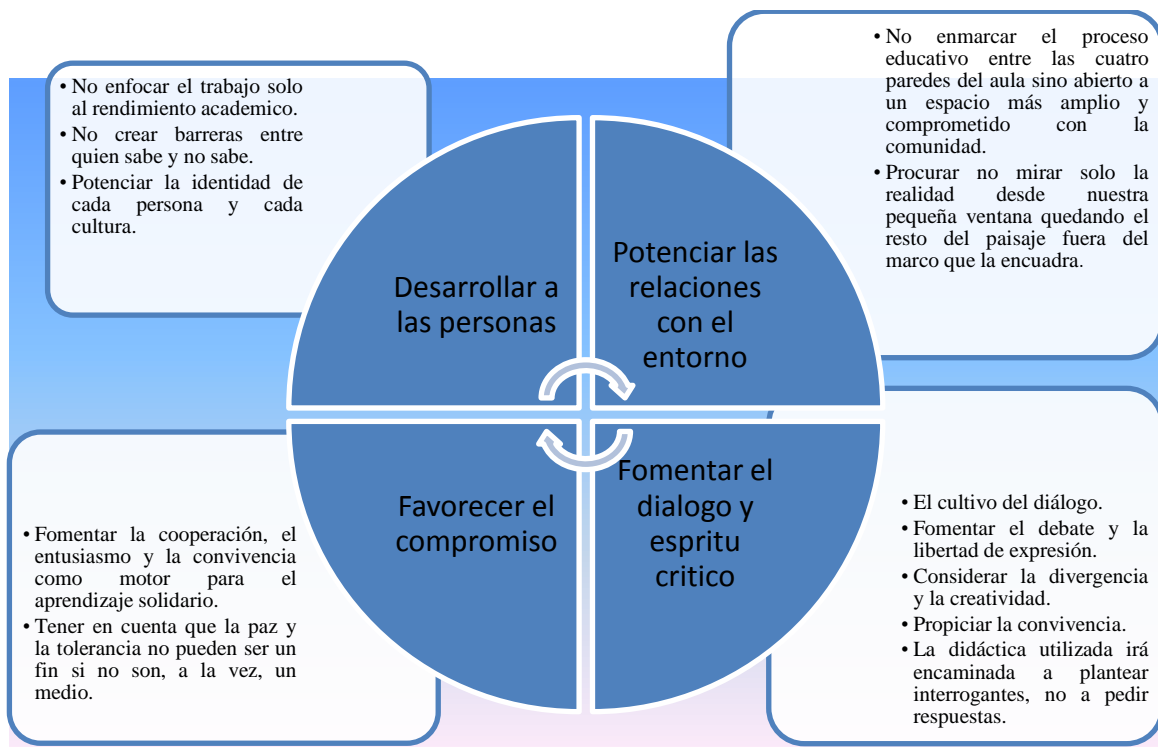 • No enfocar el trabajo solo
al rendimiento academico.
• No crear barreras entre
quien sabe y no sabe.
• Potenciar la identidad de
cada persona y cada
cultura.
• No enmarcar el proceso
educativo entre las cuatro
paredes del aula sino abierto a
un espacio más amplio y
comprometido con la
comunidad.
• Procurar no mirar solo la
realidad desde nuestra
pequeña ventana quedando el
resto del paisaje fuera del
marco que la encuadra.
Desarrollar a
las personas
Potenciar las
relaciones
con el
entorno
Favorecer el
compromiso
Fomentar el
dialogo y
espritu
critico
• Fomentar la cooperación, el
entusiasmo y la convivencia
como motor para el
aprendizaje solidario.
• Tener en cuenta que la paz y
la tolerancia no pueden ser un
fin si no son, a la vez, un
medio.
• El cultivo del diálogo.
• Fomentar el debate y la
libertad de expresión.
• Considerar la divergencia
y la creatividad.
• Propiciar la convivencia.
• La didáctica utilizada irá
encaminada a plantear
interrogantes, no a pedir
respuestas.